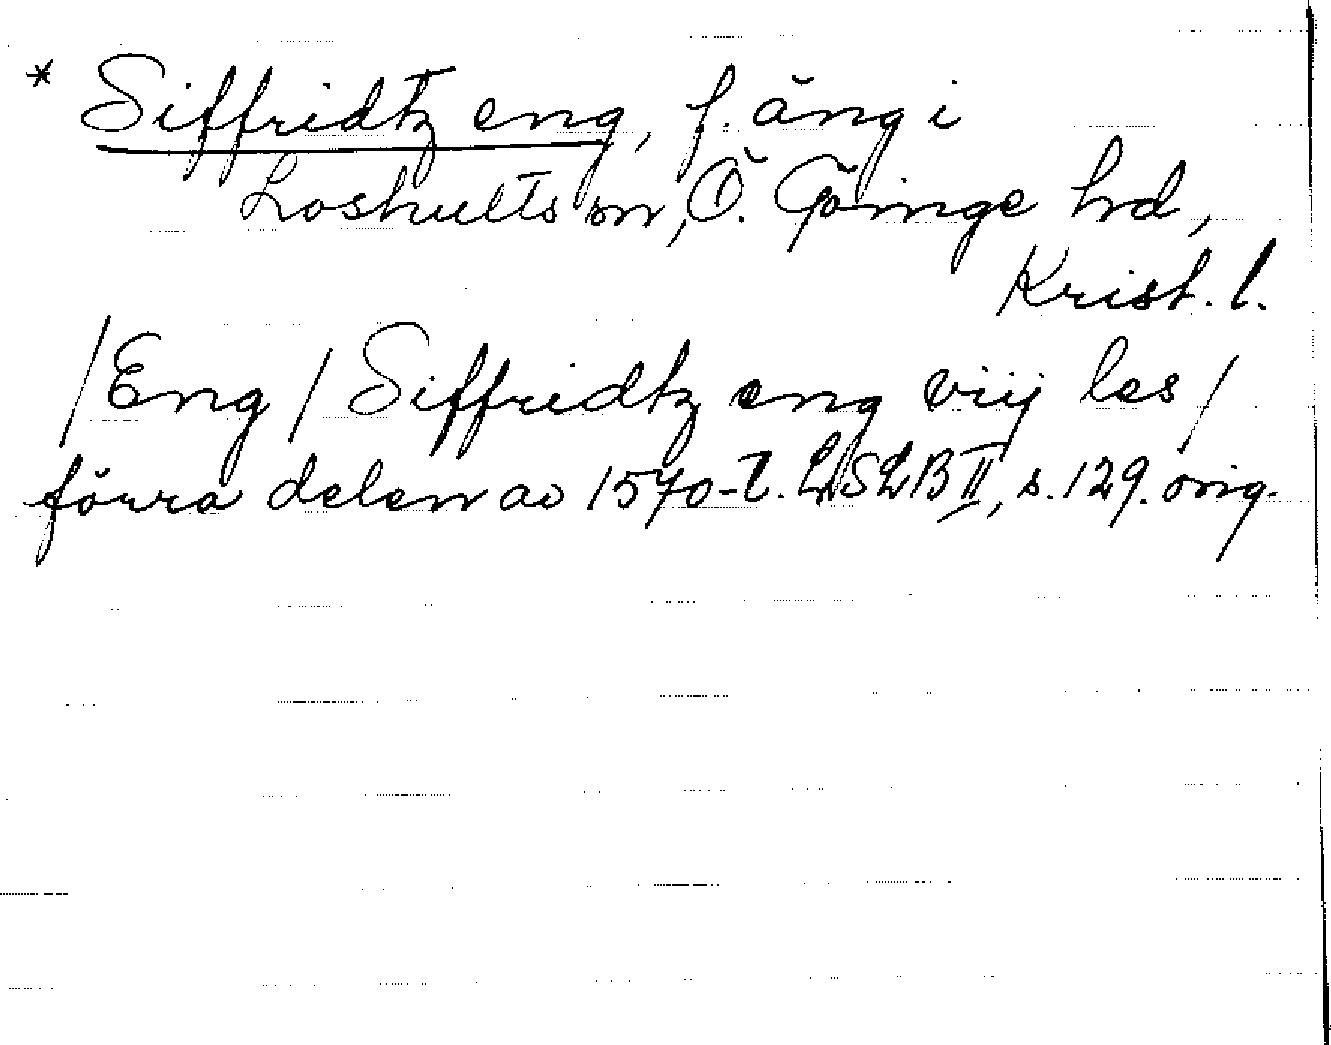 * Siffridtz eng, f. äng i
Loshults sn, Ö. Göinge hd,
Krist. l.
/Eng/ Siffridtz eng viij les/
förra delen av 1570-t. LSLB II, s. 129. orig.